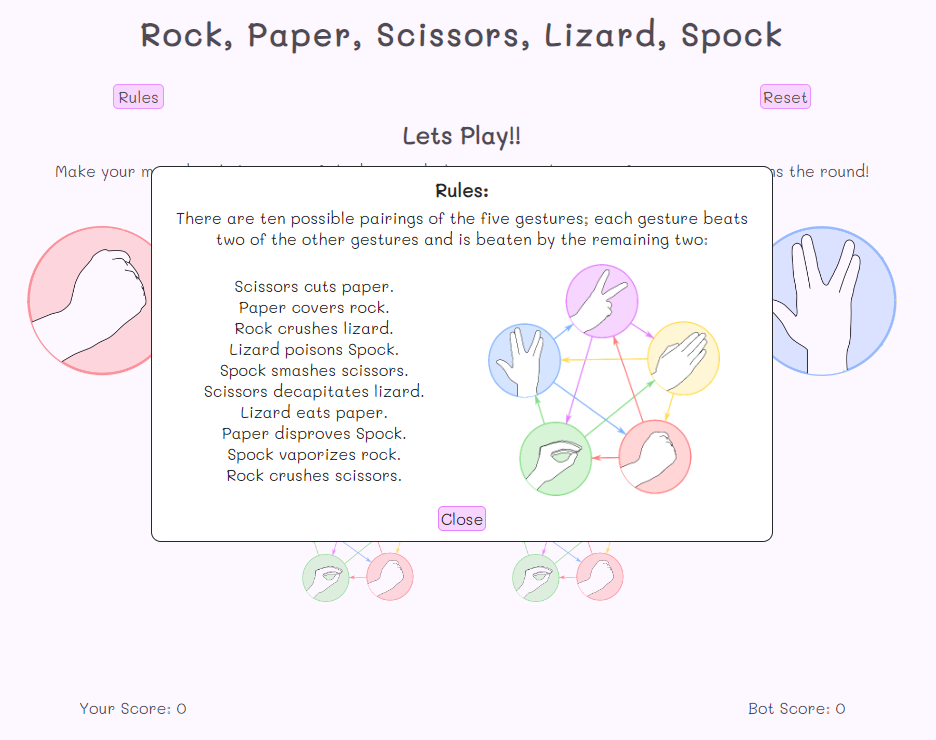 Rock, Paper, Scissors, Lizard, Spock
Rules
Reset
Lets Play!!
Make your the round!
Rules:
There are ten possible pairings of the five gestures; each gesture beats
two of the other gestures and is beaten by the remaining two:
Scissors cuts paper.
Paper covers rock.
Rock crushes lizard.
Lizard poisons Spock.
Spock smashes scissors.
Scissors decapitates lizard.
Lizard eats paper.
Paper disproves Spock.
Spock vaporizes rock.
Rock crushes scissors.
Close
Your Score: 0
Bot Score: 0